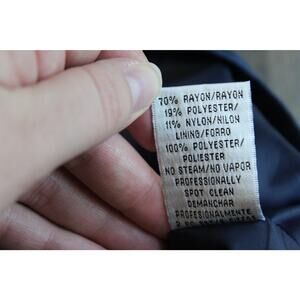 70% RAYON/RAYON
19% POLYESTER/
11% NYLON/NILON
LINING/FORRO
100% POLYESTER/
POLIESTER
NO STEAM/NO VAPOR
PROFESSIONALLY
SPOT CLEAN
DEMANCHAR
PROFESIONALMENTE